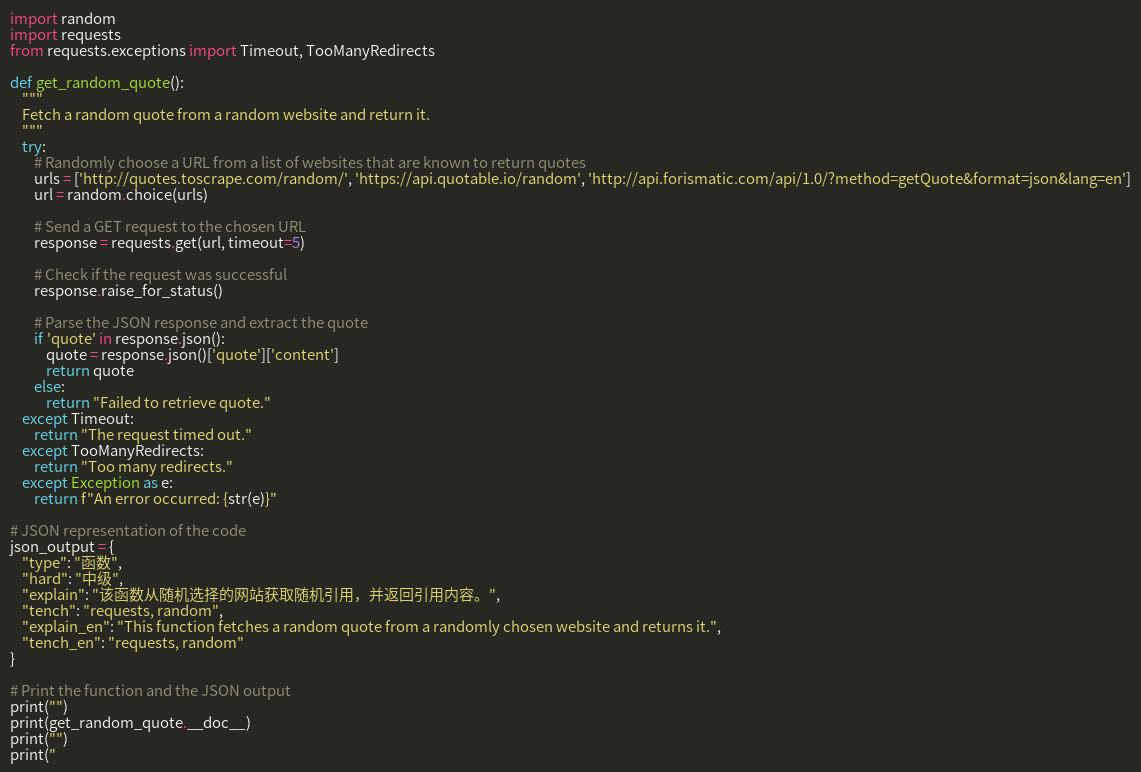 import random
import requests
from requests.exceptions import Timeout, TooManyRedirects
def get_random_quote():
"""
Fetch a random quote from a random website and return it.
"""
try:
# Randomly choose a URL from a list of websites that are known to return quotes
urls = ['http://quotes.toscrape.com/random/', 'https://api.quotable.io/random', 'http://api.forismatic.com/api/1.0/?method=getQuote&format=json&lang=en']
url = random.choice(urls)
# Send a GET request to the chosen URL
response = requests.get(url, timeout=5)
# Check if the request was successful
response.raise_for_status()
# Parse the JSON response and extract the quote
if 'quote' in response.json():
quote = response.json()['quote']['content']
return quote
else:
return "Failed to retrieve quote."
except Timeout:
return "The request timed out."
except TooManyRedirects:
return "Too many redirects."
except Exception as e:
return f"An error occurred: {str(e)}"
# JSON representation of the code
json_output = {
"type": "函数",
"hard": "中级",
"explain": "该函数从随机选择的网站获取随机引用，并返回引用内容。",
"tench": "requests, random",
"explain_en": "This function fetches a random quote from a randomly chosen website and returns it.",
"tench_en": "requests, random"
}
# Print the function and the JSON output
print("")
print(get_random_quote.__doc__)
print("")
print("